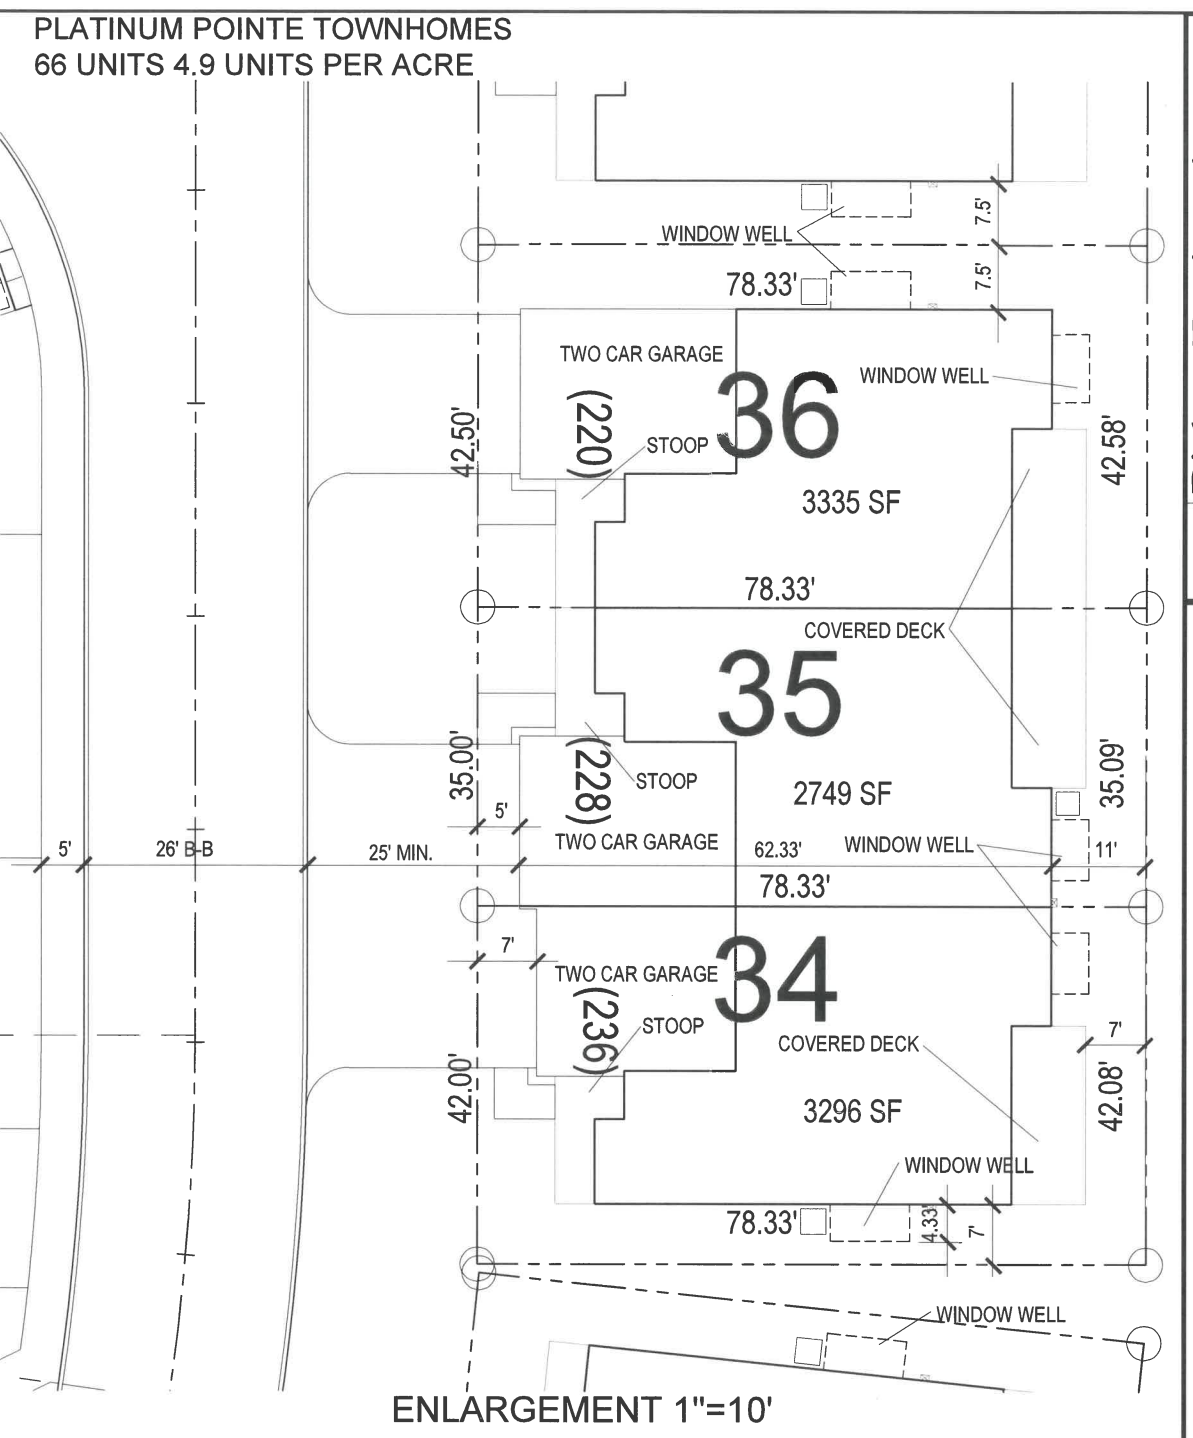 PLATINUM POINTE TOWNHOMES
66 UNITS 4.9 UNITS PER ACRE
7.5'
WINDOW WELL
7.5'
78.33'
TWO CAR GARAGE
36
WINDOW WELL
(220)
42.50'
STOOP
42.58'
3335 SF
78.33'
COVERED DECK
35
35.00'
(228)
STOOP
35.09'
2749 SF
5'
TWO CAR GARAGE
WINDOW WELL
5'
26' B-B
25' MIN.
62.33'
11'
78.33'
7'
34
TWO CAR GARAGE
(236)
STOOP
7'
COVERED DECK
42.00'
42.08'
3296 SF
WINDOW WELL
78.33'
4.33'
7'
WINDOW WELL
ENLARGEMENT 1"=10'